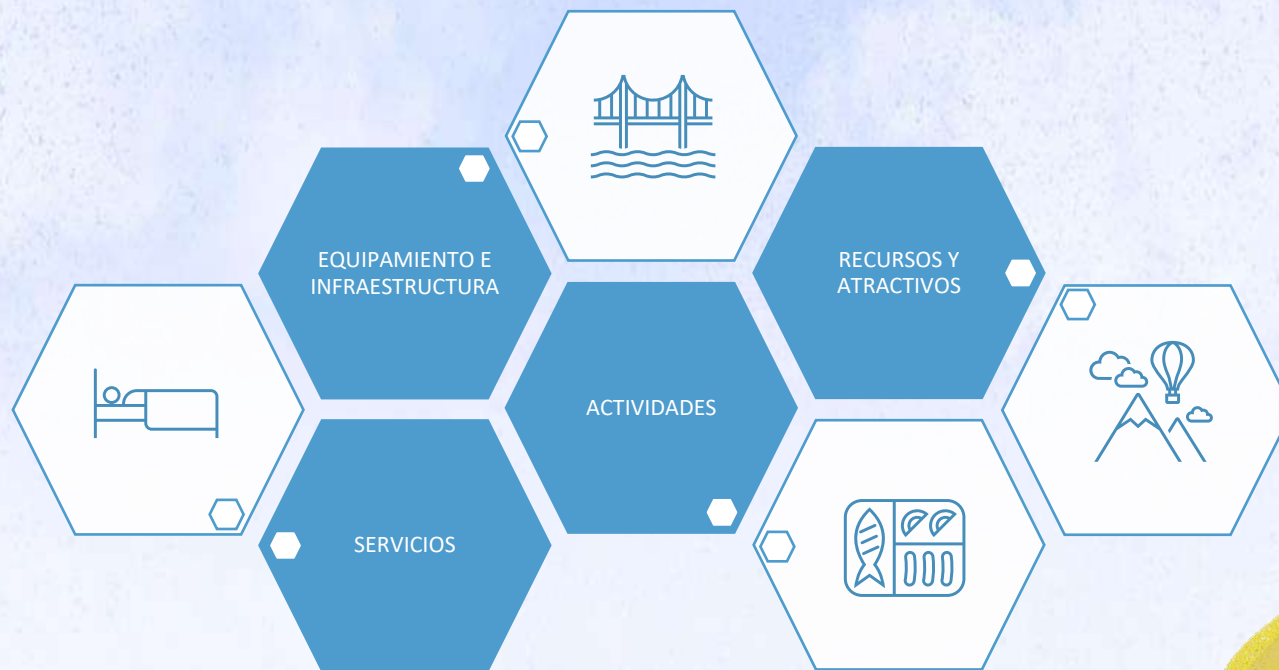 EQUIPAMIENTO E
INFRAESTRUCTURA
RECURSOS Y
ATRACTIVOS
ACTIVIDADES
SERVICIOS